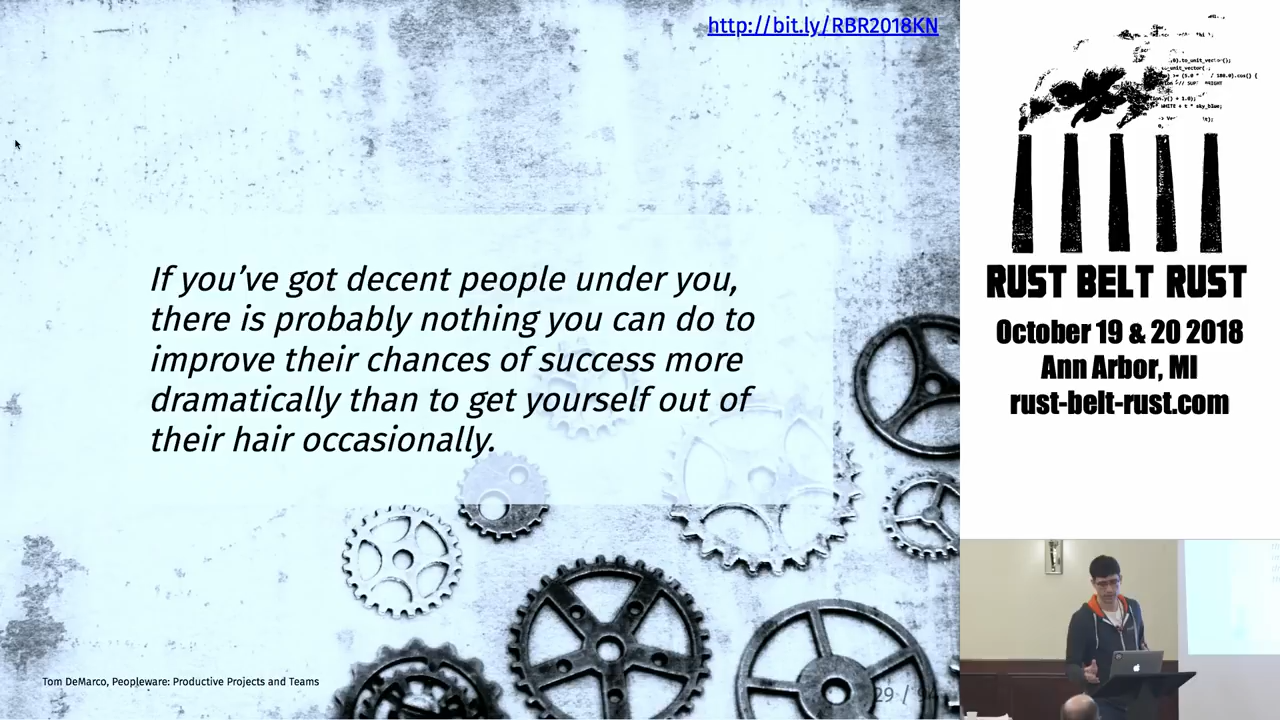 http://bit.ly/RBR2018KN
If you've got decent people under you,
there is probably nothing you can do to
improve their chances of success more
dramatically than to get yourself out of
their hair occasionally.
Tom DeMarco, Peopleware: Productive Projects and Teams
29 /
RUST BELT RUST
October 19 & 20 2018
Ann Arbor, MI
rust-belt-rust.com